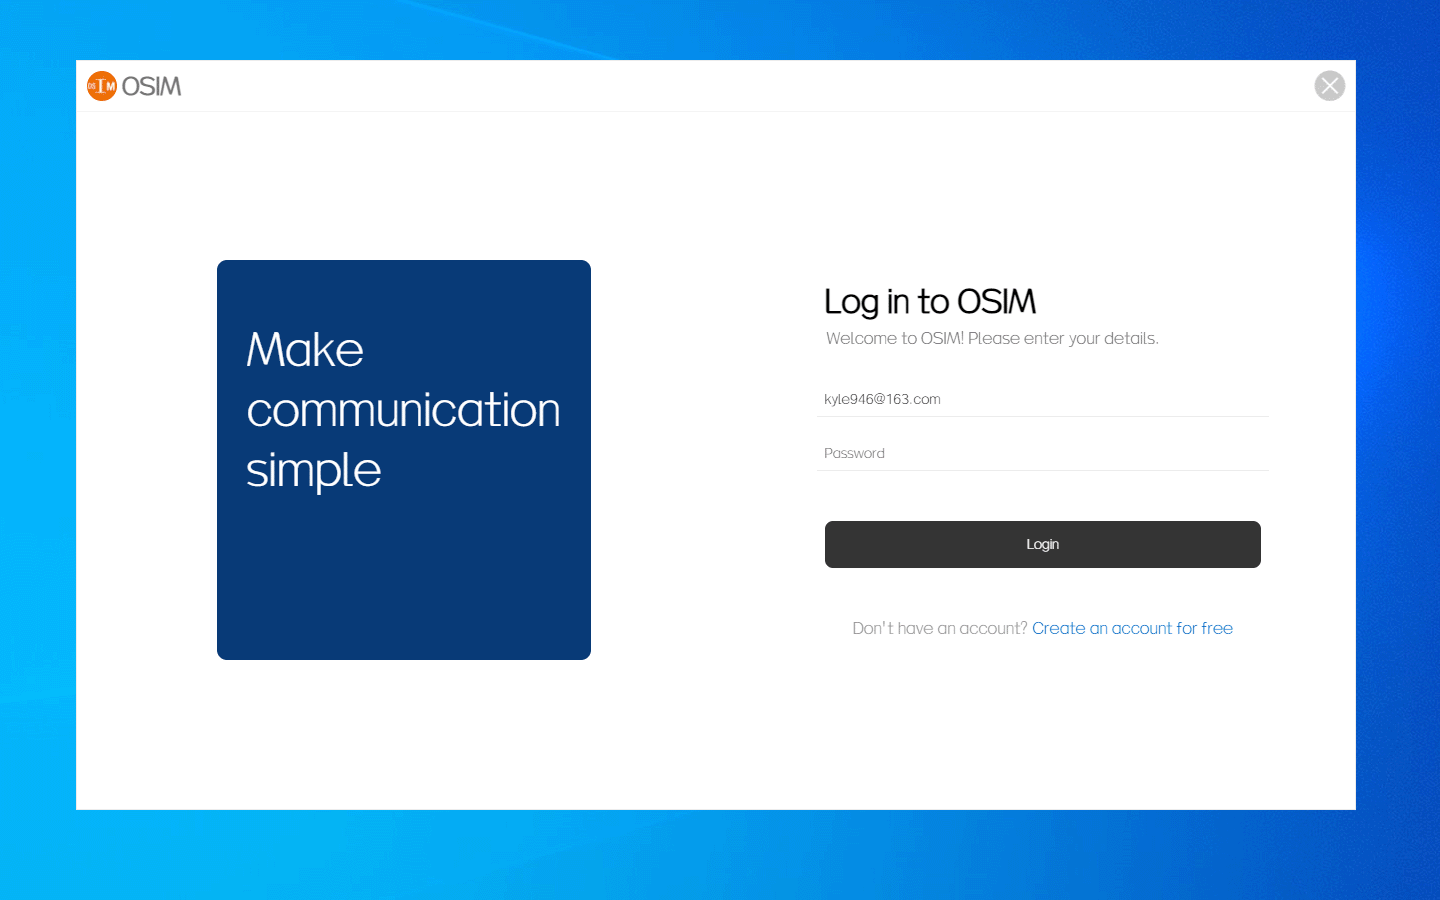 OSIM OSIM
Make
communication
simple
Log in to OSIM
Welcome to OSIM! Please enter your details.
kyle946@163.com
Password
Login
Don't have an account? Create an account for free